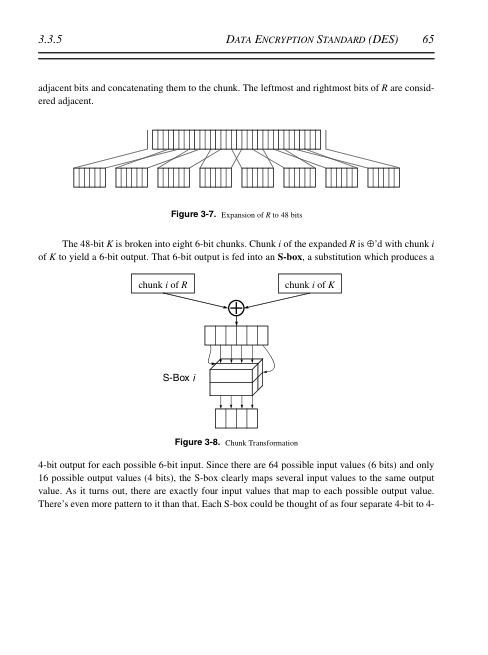 3.3.5 DATA ENCRYPTION STANDARD (DES) 65
adjacent bits and concatenating them to the chunk. The leftmost and rightmost bits of R are consid-
ered adjacent.
Figure 3-7. Expansion of R to 48 bits
The 48-bit K is broken into eight 6-bit chunks. Chunk i of the expanded R is ⊕'d with chunk i
of K to yield a 6-bit output. That 6-bit output is fed into an S-box, a substitution which produces a
chunk i of R chunk i of K
S-Box i
Figure 3-8. Chunk Transformation
4-bit output for each possible 6-bit input. Since there are 64 possible input values (6 bits) and only
16 possible output values (4 bits), the S-box clearly maps several input values to the same output
value. As it turns out, there are exactly four input values that map to each possible output value.
There's even more pattern to it than that. Each S-box could be thought of as four separate 4-bit to 4-